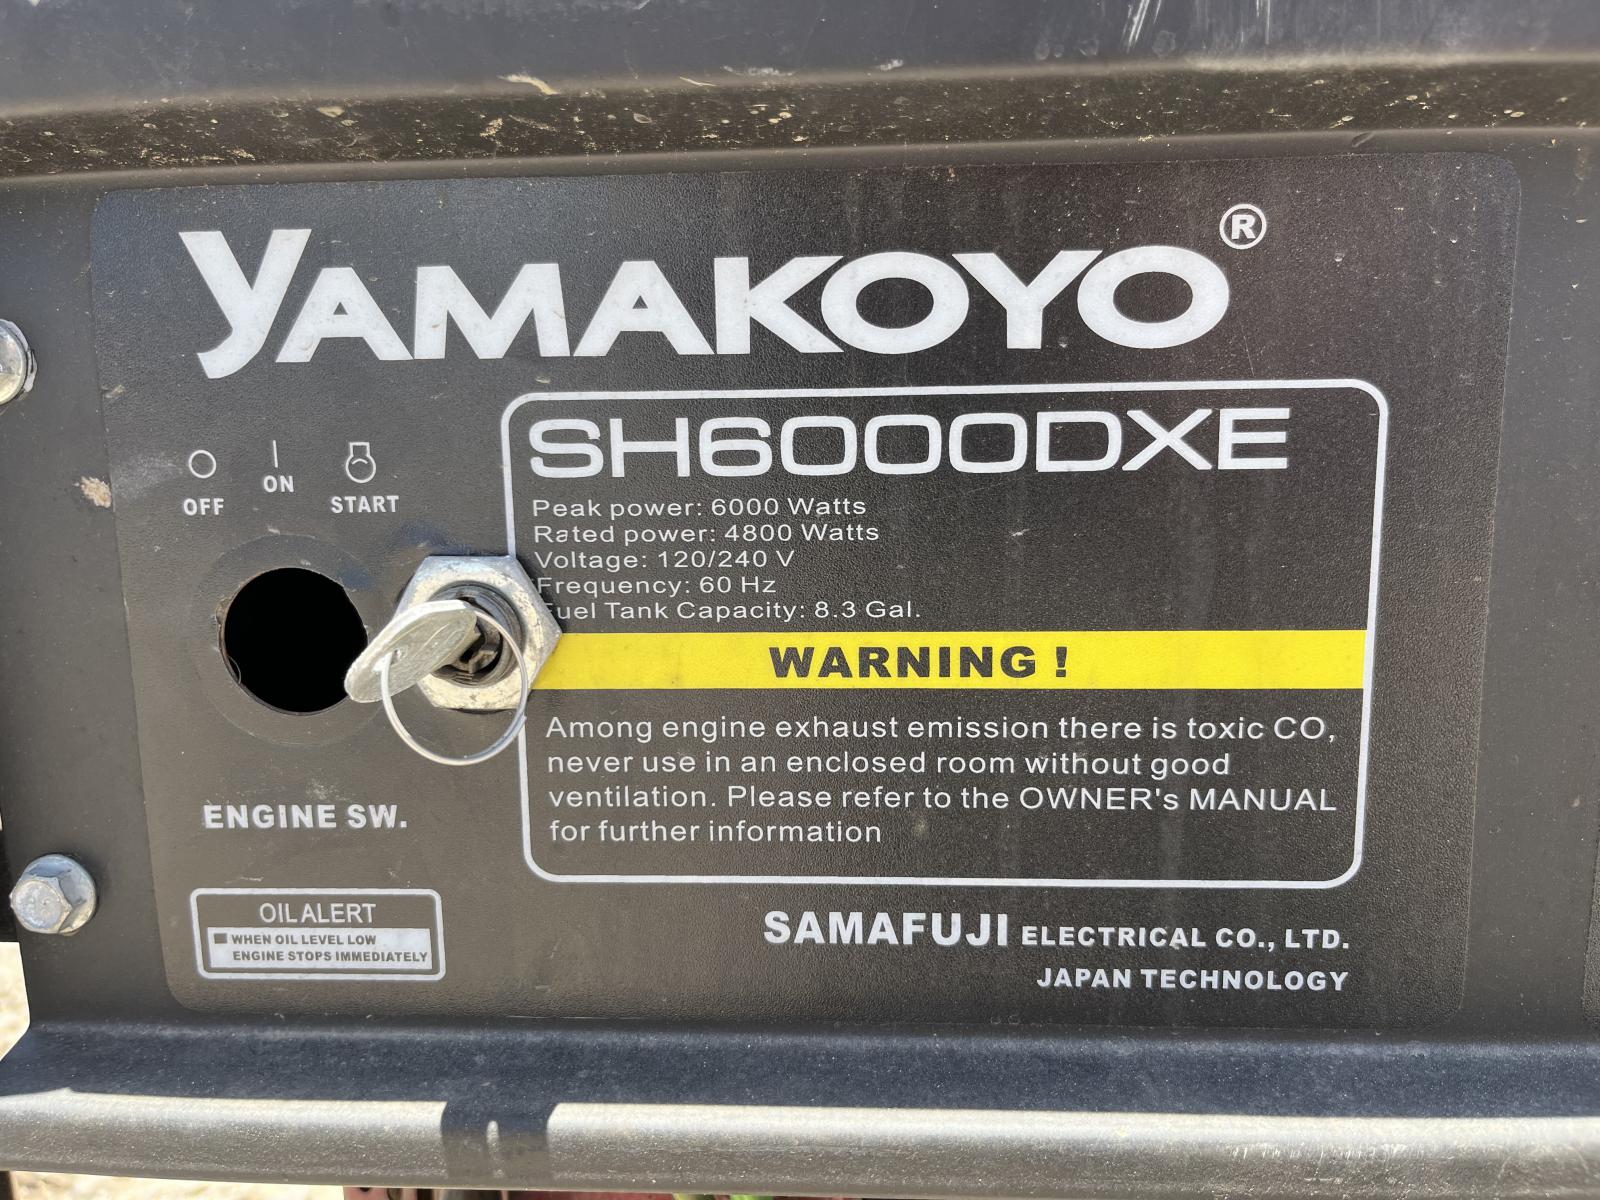 YAMAKOYO ®
SH6000DXE
OFF
ON
START
Peak power: 6000 Watts
Rated power: 4800 Watts
Voltage: 120/240 V
Frequency: 60 Hz
Fuel Tank Capacity: 8.3 Gal.
WARNING !
Among engine exhaust emission there is toxic CO,
never use in an enclosed room without good
ventilation. Please refer to the OWNER's MANUAL
for further information
ENGINE SW.
OIL ALERT
WHEN OIL LEVEL LOW
ENGINE STOPS IMMEDIATELY
SAMAFUJI ELECTRICAL CO., LTD.
JAPAN TECHNOLOGY